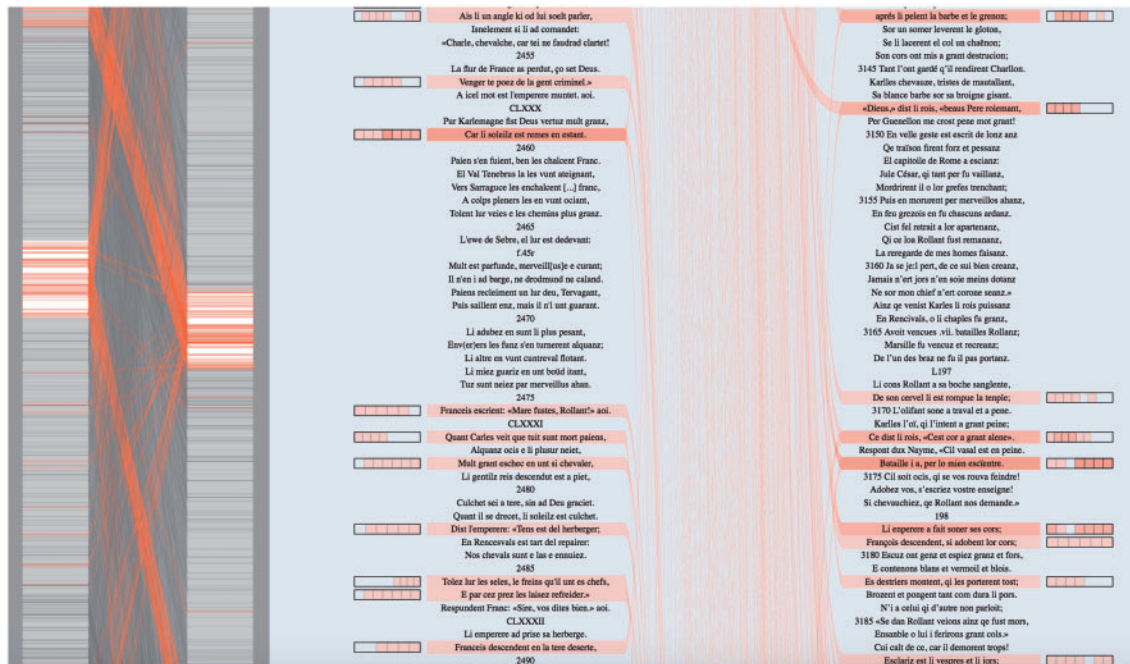 Ais li un angle ki od lui soelt parler,
Isnelement si li ad comandet:
«Charle, chevalche, car tei ne faudrad clartet!
2455
La flur de France as perdut, ço set Deus.
Venger te poez de la gent criminel.»
A icel mot est l'emperere muntet. aoi.
CLXXX
Pur Karlemagne fist Deus vertuz mult granz,
Car li soleilz est remes en estant.
2460
Paien s'en fuient, ben les chalcent Franc.
El Val Tenebrus la les vunt ateignant,
Vers Sarraguce les enchalcent [...] franc,
A colps pleners les en vunt ociant,
Tolent lur veies e les chemins plus granz.
2465
L'ewe de Sebre, el lur est dedevant:
f.45r
Mult est parfunde, merveill[us]e e curant;
Il n'en i ad barge, ne drodmund ne caland.
Paiens recleiment un lur deu, Tervagant,
Puis saillent enz, mais il n'i unt guarant.
2470
Li adubez en sunt li plus pesant,
Env(er)ers les funz s'en turnerent alquanz;
Li altre en vunt cuntreval flotant.
Li miez guariz en unt boüd itant,
Tuz sunt neiez par merveillus ahan.
2475
Franceis escrient: «Mare fustes, Rollant!» aoi.
CLXXXI
Quant Carles veit que tuit sunt mort paiens,
Alquanz ocis e li plusur neiet,
Mult grant eschec en unt si chevaler,
Li gentilz reis descendut est a piet,
2480
Culchet sei a tere, sin ad Deu graciet.
Quant il se drecet, li soleilz est culchet.
Dist l'emperere: «Tens est del herberger;
En Rencesvals est tart del repairer:
Nos chevals sunt e las e ennuiez.
2485
Tolez lur les seles, le freins qu'il unt es chefs,
E par cez prez les laisez refreider.»
Respundent Franc: «Sire, vos dites bien.» aoi.
CLXXXII
Li emperere ad prise sa herberge.
Franceis descendent en la tere deserte,
2490
aprés li pelent la barbe et le grenon;
Sor un somer leverent le gloton,
Se li lacerent el col un chaënon;
Son cors ont mis a grant destrucion;
3145 Tant l'ont gardé q'il rendirent Charllon.
Karlles chevauze, tristes de mautallant,
Sa blance barbe sor sa broigne gisant.
«Dieus,» dist li rois, «beaus Pere roiemant,
Per Guenellon me crost pene mot grant!
3150 En velle geste est escrit de lonz anz
Qe traïson firent forz et pessanz
El capitoile de Rome a escianz:
Jule César, qi tant per fu vaillanz,
Mordrirent il o lor grefes trenchant;
3155 Puis en morurent per merveillos ahanz,
En feu grezois en fu chascuns ardanz.
Cist fel retrait a lor apartenanz,
Qi ce loa Rollant fust remananz,
La reregarde de mes homes faisanz.
3160 Ja se je:l pert, de ce sui bien creanz,
Jamais n'ert jors n'en soie meins dotanz
Ne sor mon chief n'ert corone seanz.»
Ainz qe venist Karles li rois puissanz
En Rencivals, o li chaples fu granz,
3165 Avoit vencues .vii. batailles Rollanz;
Marsille fu vencuz et recreanz;
De l'un des braz ne fu il pas portanz.
L197
Li cons Rollant a sa boche sanglente,
De son cervel li est rompue la tenple;
3170 L'olifant sone a traval et a pene.
Karlles l'oï, qi l'intent a grant peine;
Ce dist li rois, «Cest cor a grant alene».
Respont dux Nayme, «Cil vasal est en peine.
Bataille i a, per lo mien escïentre.
3175 Cil soit ocis, qi se vos rouva feindre!
Adobez vos, s'escriez vostre enseigne!
Si chevauchiez, qe Rollant nos demande.»
198
Li enperere a fait soner ses cors;
François descendent, si adobent lor cors;
3180 Escuz ont genz et espiez granz et fors,
E contenons blans et vermoil et blois.
Es destriers montent, qi les porterent tost;
Brozent et pongent tant com dura li pors.
N'i a celui qi d'autre non parloit;
3185 «Se dan Rollant veions ainz qe fust mors,
Ensanble o lui i ferirons grant cols.»
Cui calt de ce, car il demorent trops!
Esclariz est li vespres et li jors;